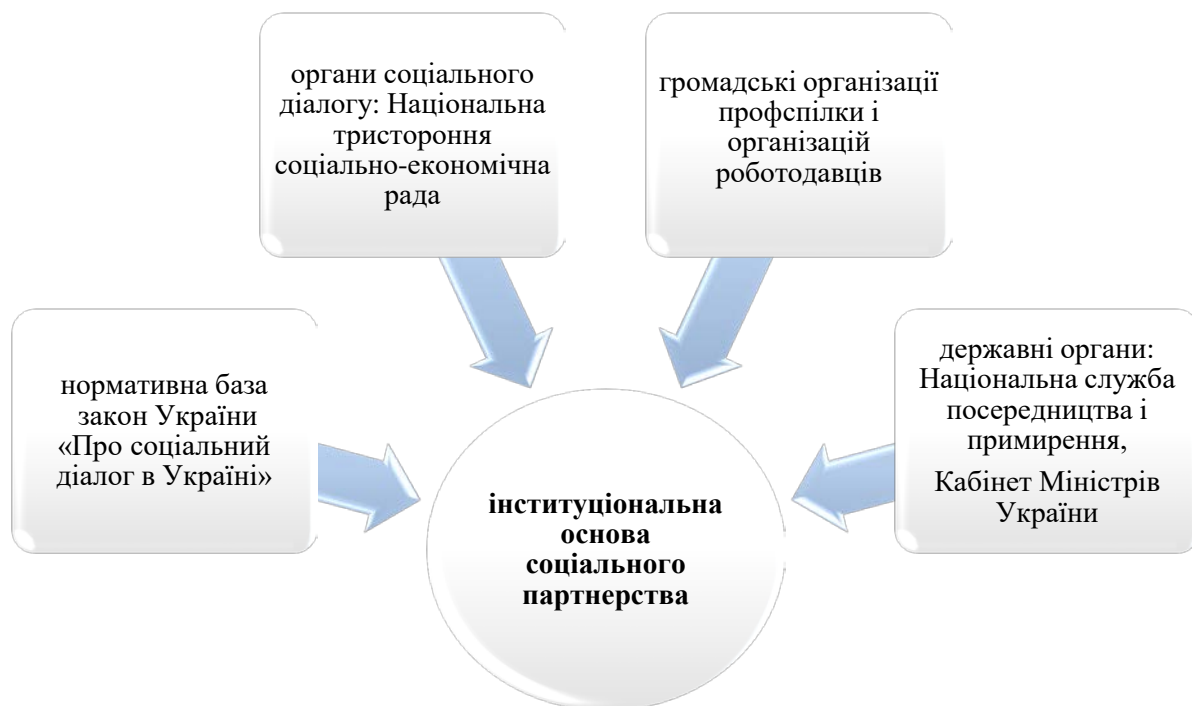 органи соціального
діалогу: Національна
тристороння
соціально-економічна
рада
громадські організації
профспілки і
організацій
роботодавців
нормативна база
закон України
«Про соціальний
діалог в Україні»
державні органи:
Національна служба
посередництва і
примирення,
Кабінет Міністрів
України
інституціональна
основа
соціального
партнерства